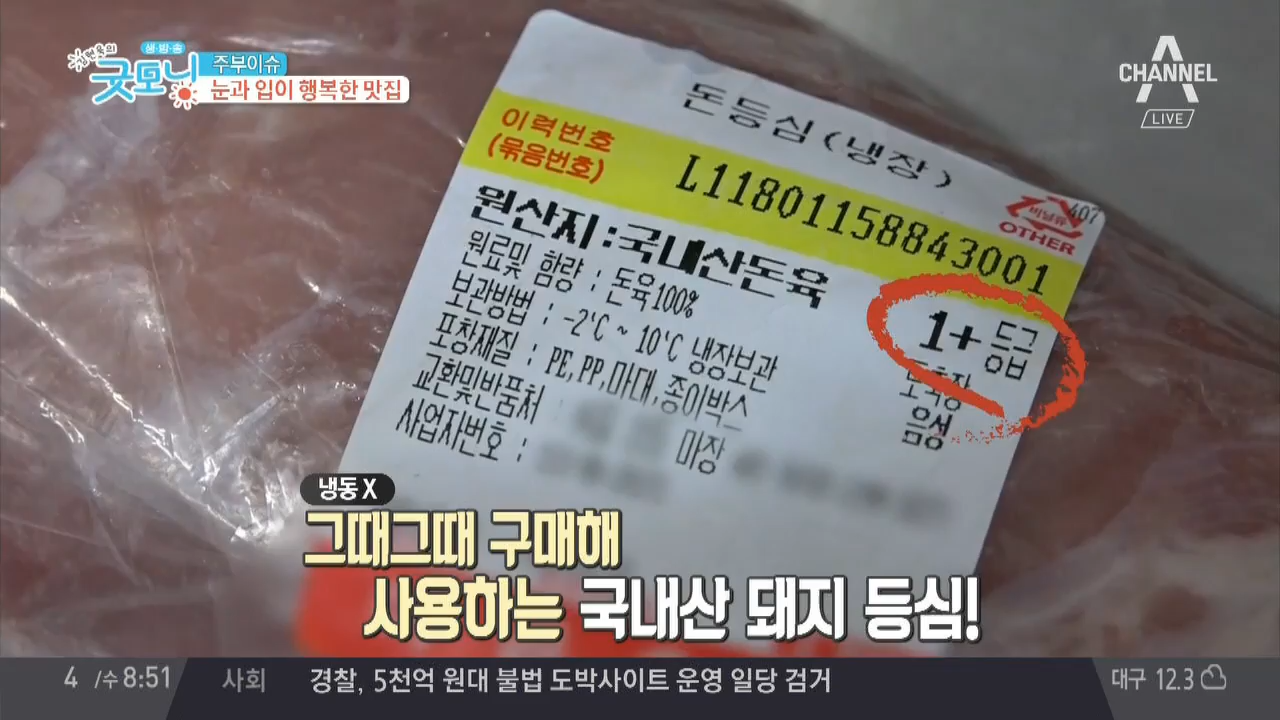 생·방·송
굿모닝
주부이슈
눈과 입이 행복한 맛집
CHANNEL A
LIVE
돈등심(냉장)
이력번호
(묶음번호)
L11801158843001
비닐류
OTHER
407
원산지:국내산돈육
1+등급
원료및 함량 : 돈육100%
도축장
보관방법 : -2℃ ~ 10℃ 냉장보관
음성
포장재질 : PE,PP,마대,종이박스
교환및반품처
마장
사업자번호 :
냉동 X
그때그때 구매해
사용하는 국내산 돼지 등심!
4 /수 8:51
사회
경찰, 5천억 원대 불법 도박사이트 운영 일당 검거
대구 12.3